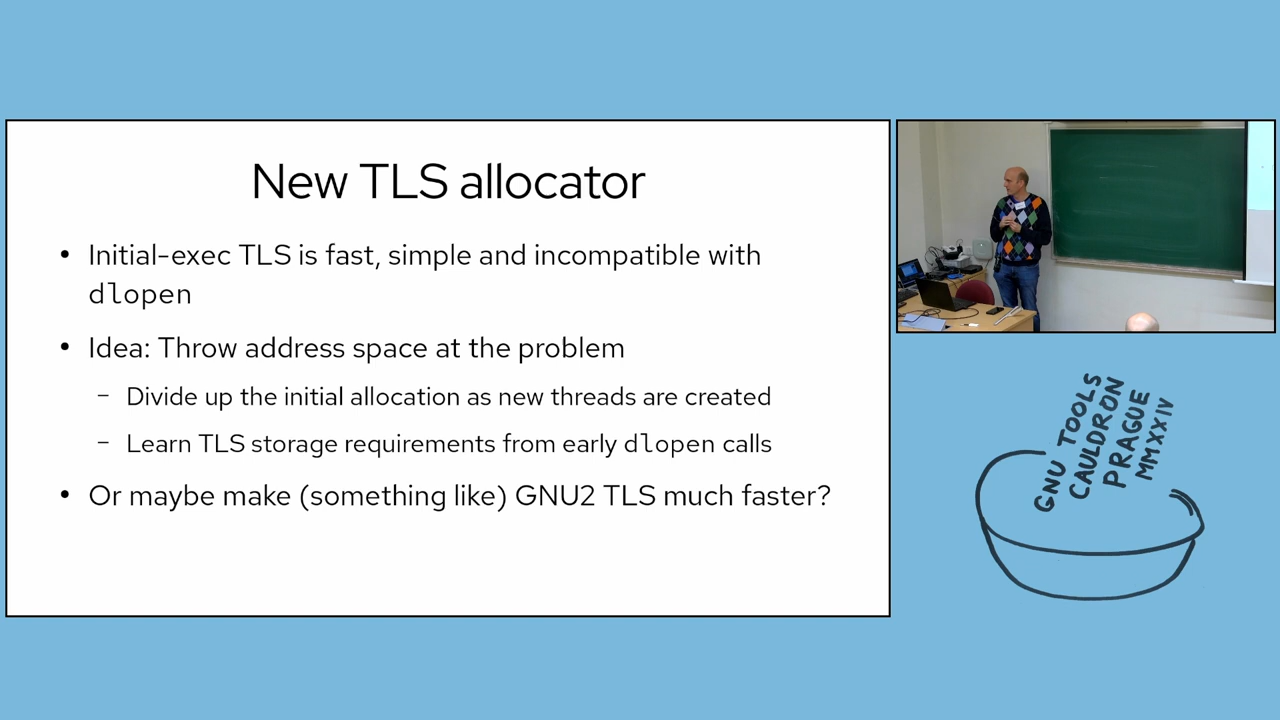 New TLS allocator
• Initial-exec TLS is fast, simple and incompatible with
dlopen
• Idea: Throw address space at the problem
– Divide up the initial allocation as new threads are created
– Learn TLS storage requirements from early dlopen calls
• Or maybe make (something like) GNU2 TLS much faster?
GNU TOOLS
CAULDRON
PRAGUE
MMXXIV